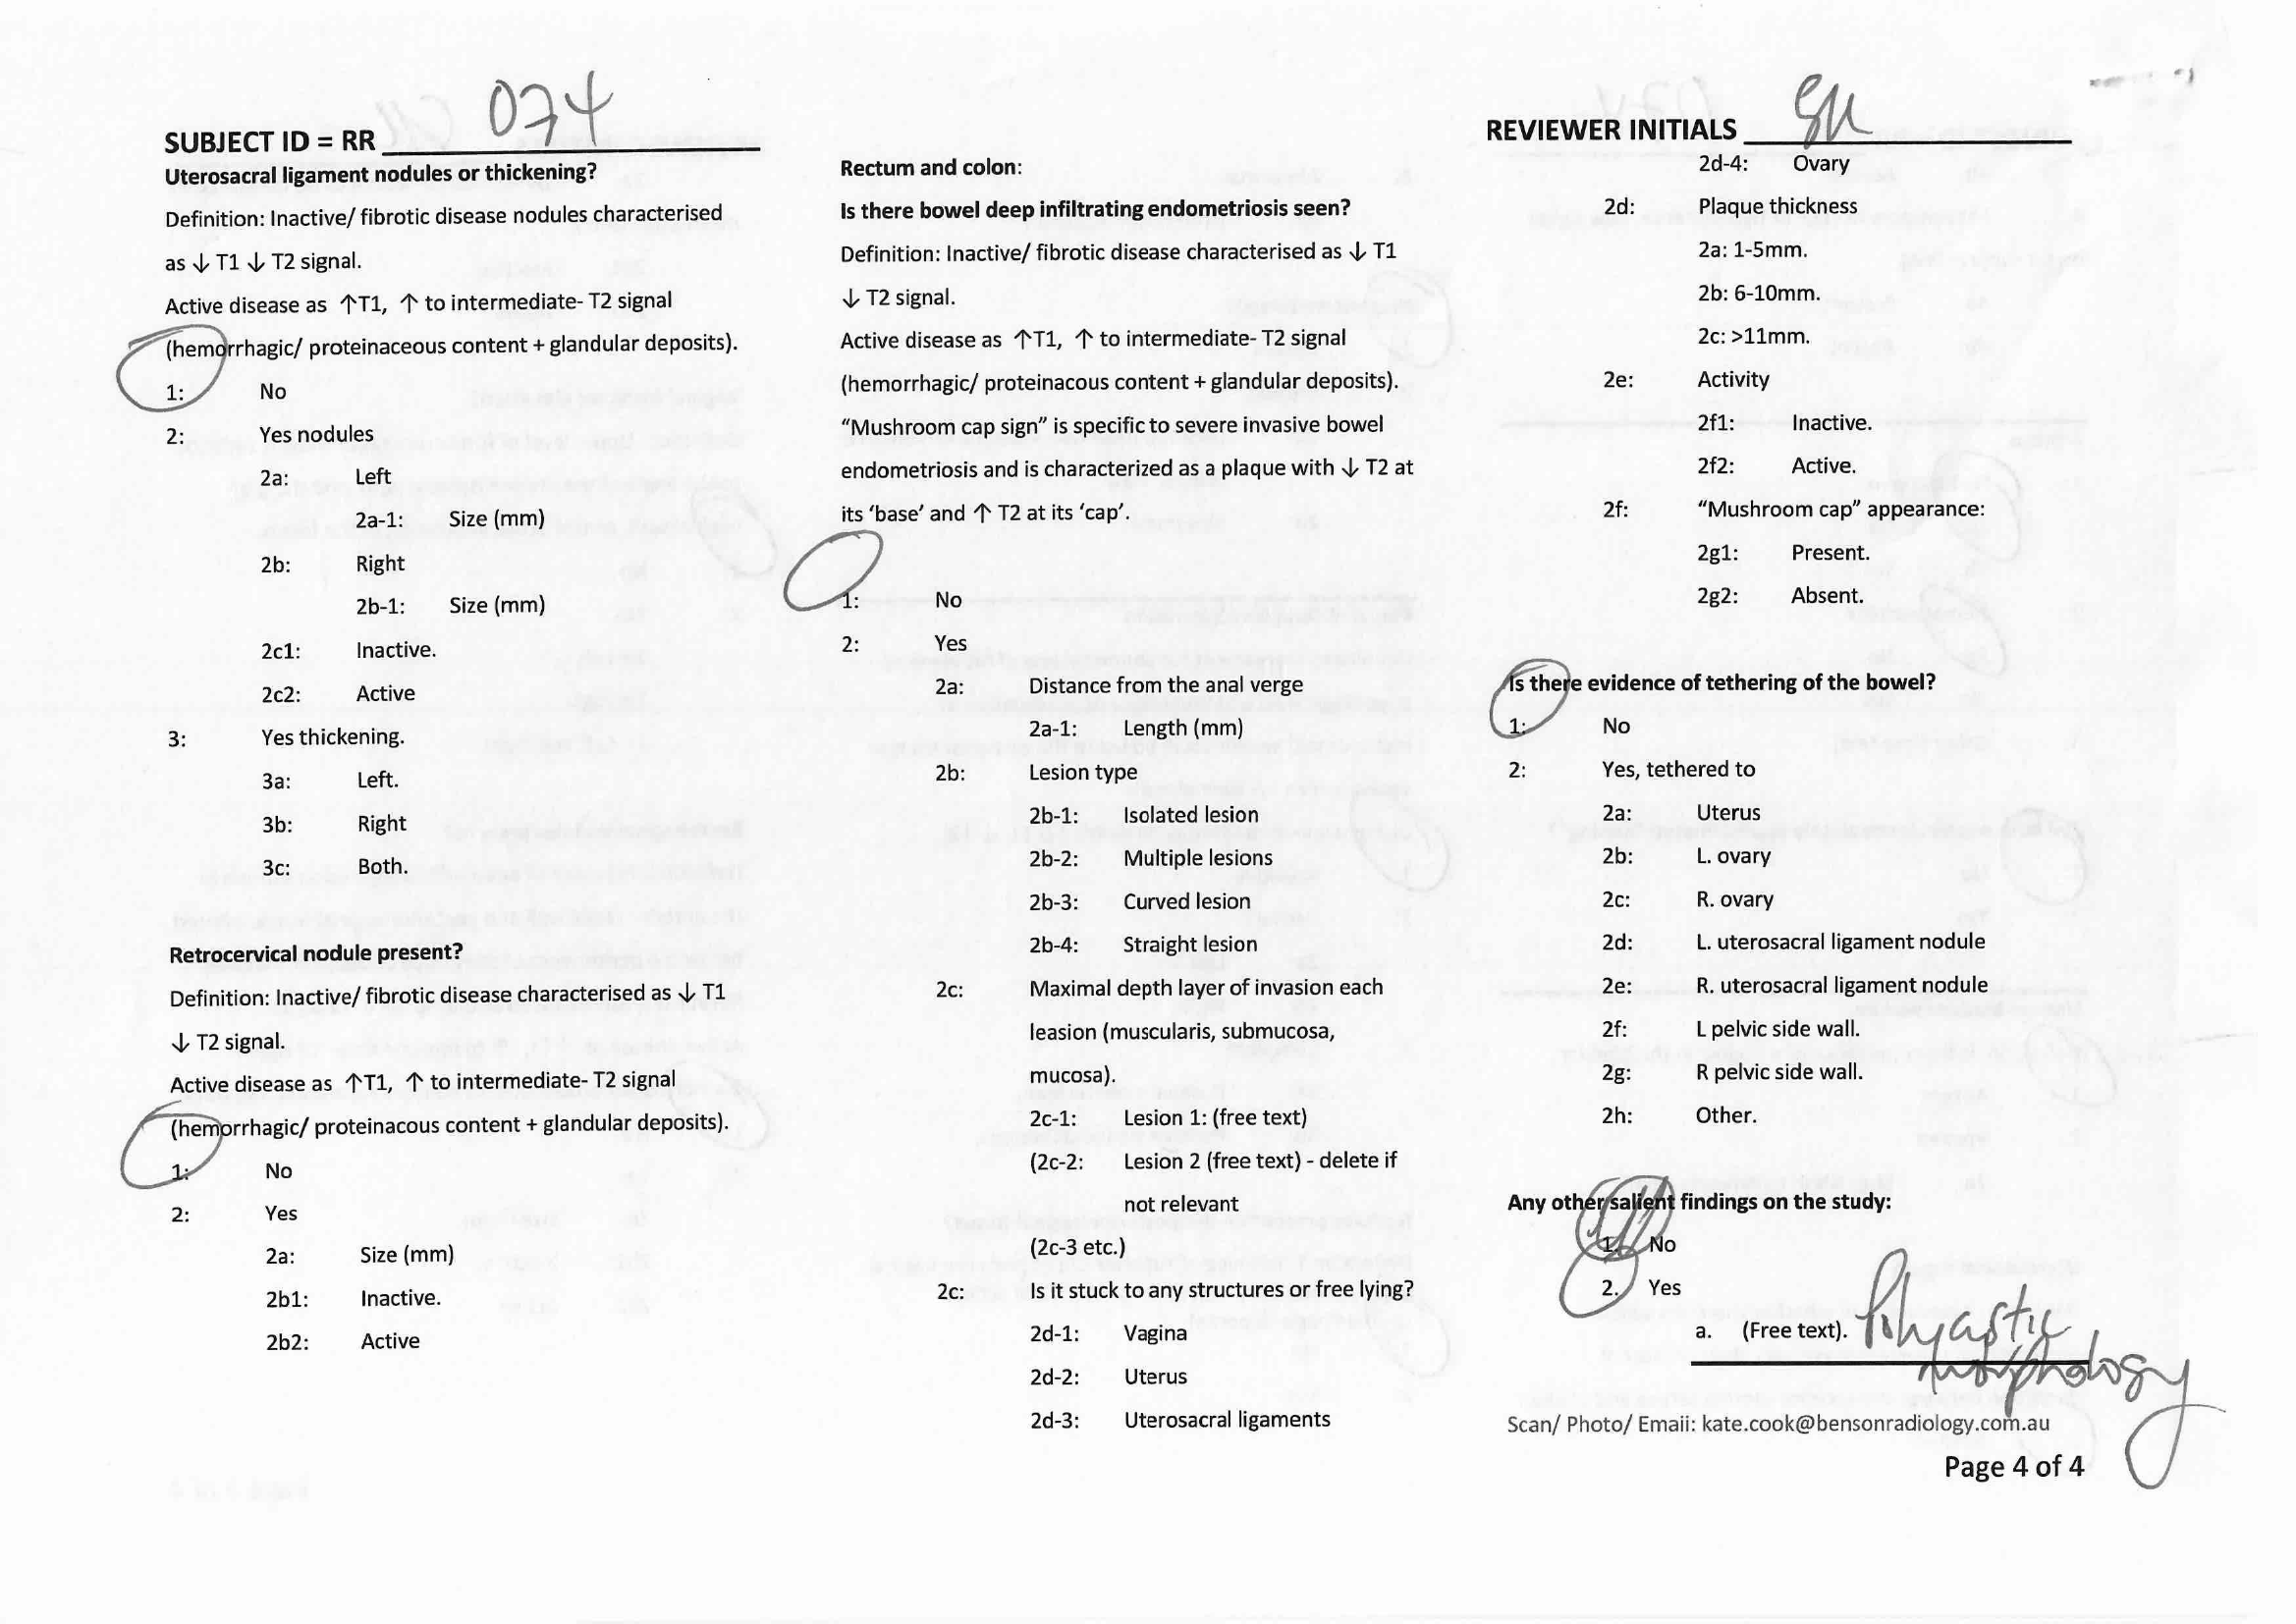 SUBJECT ID = RR 074
Uterosacral ligament nodules or thickening?
Definition: Inactive/ fibrotic disease nodules characterised
as ↓ T1 ↓ T2 signal.
Active disease as ↑T1, ↑ to intermediate- T2 signal
(hemorrhagic/ proteinaceous content + glandular deposits).
1: No
2: Yes nodules
2a: Left
2a-1: Size (mm)
2b: Right
2b-1: Size (mm)
2c1: Inactive.
2c2: Active
3: Yes thickening.
3a: Left.
3b: Right
3c: Both.
Retrocervical nodule present?
Definition: Inactive/ fibrotic disease characterised as ↓ T1
↓ T2 signal.
Active disease as ↑T1, ↑ to intermediate- T2 signal
(hemorrhagic/ proteinacous content + glandular deposits).
1: No
2: Yes
2a: Size (mm)
2b1: Inactive.
2b2: Active
Rectum and colon:
Is there bowel deep infiltrating endometriosis seen?
Definition: Inactive/ fibrotic disease characterised as ↓ T1
↓ T2 signal.
Active disease as ↑T1, ↑ to intermediate- T2 signal
(hemorrhagic/ proteinacous content + glandular deposits).
“Mushroom cap sign” is specific to severe invasive bowel
endometriosis and is characterized as a plaque with ↓ T2 at
its ‘base’ and ↑ T2 at its ‘cap’.
1: No
2: Yes
2a: Distance from the anal verge
2a-1: Length (mm)
2b: Lesion type
2b-1: Isolated lesion
2b-2: Multiple lesions
2b-3: Curved lesion
2b-4: Straight lesion
2c: Maximal depth layer of invasion each
leasion (muscularis, submucosa,
mucosa).
2c-1: Lesion 1: (free text)
(2c-2: Lesion 2 (free text) - delete if
not relevant
(2c-3 etc.)
2c: Is it stuck to any structures or free lying?
2d-1: Vagina
2d-2: Uterus
2d-3: Uterosacral ligaments
REVIEWER INITIALS
2d-4: Ovary
2d: Plaque thickness
2a: 1-5mm.
2b: 6-10mm.
2c: >11mm.
2e: Activity
2f1: Inactive.
2f2: Active.
2f: “Mushroom cap” appearance:
2g1: Present.
2g2: Absent.
Is there evidence of tethering of the bowel?
1: No
2: Yes, tethered to
2a: Uterus
2b: L. ovary
2c: R. ovary
2d: L. uterosacral ligament nodule
2e: R. uterosacral ligament nodule
2f: L pelvic side wall.
2g: R pelvic side wall.
2h: Other.
Any other salient findings on the study:
1. No
2. Yes
a. (Free text).
morphology
Scan/ Photo/ Email: kate.cook@bensonradiology.com.au
Page 4 of 4